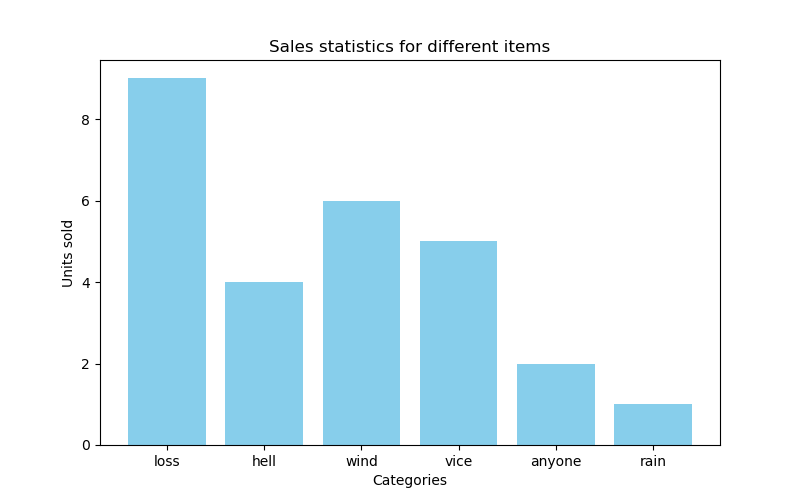 Sales statistics for different items
Units sold
8
6
4
2
0
loss hell wind vice anyone rain
Categories